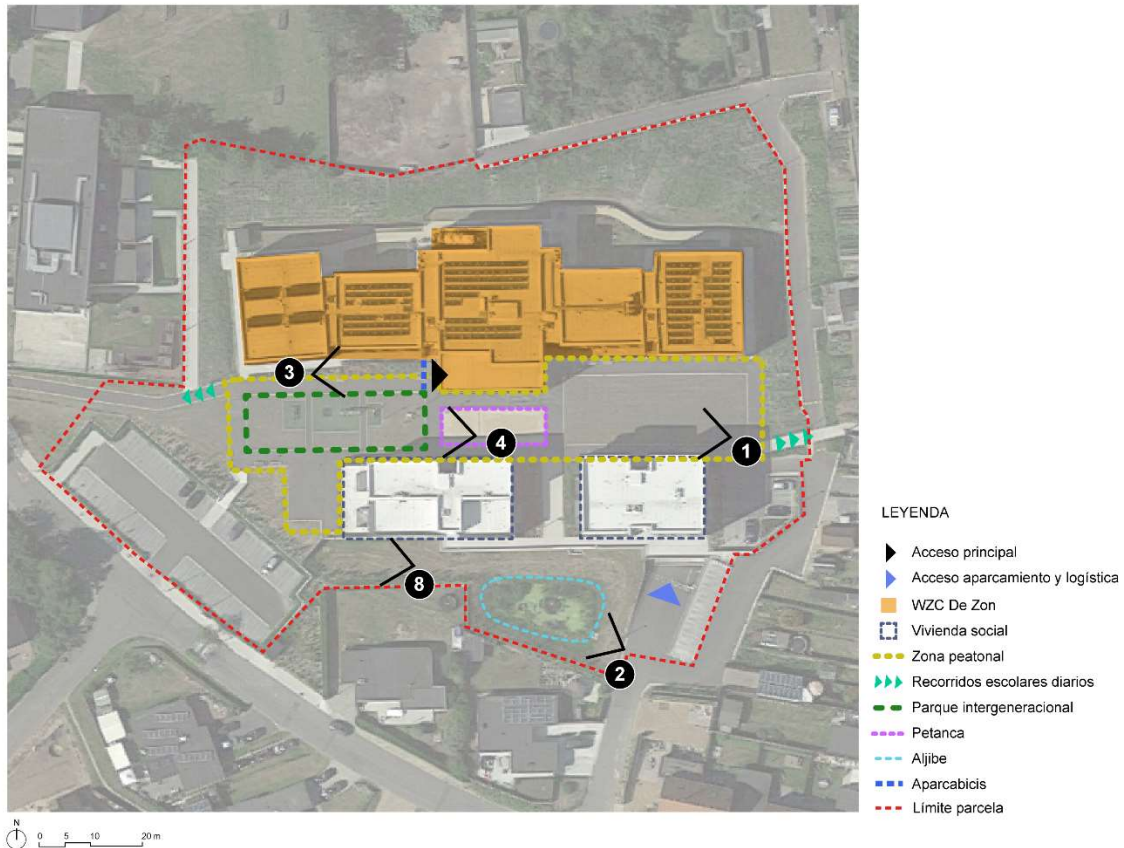 3
4
1
8
2
LEYENDA
Acceso principal
Acceso aparcamiento y logística
WZC De Zon
Vivienda social
Zona peatonal
Recorridos escolares diarios
Parque intergeneracional
Petanca
Aljibe
Aparcabicis
Límite parcela
N
0 5 10 20 m